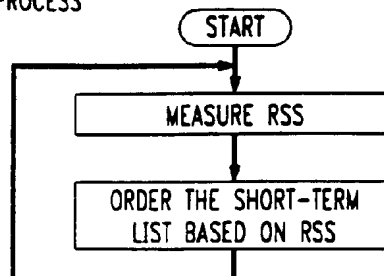 PROCESS
START
MEASURE RSS
ORDER THE SHORT-TERM
LIST BASED ON RSS